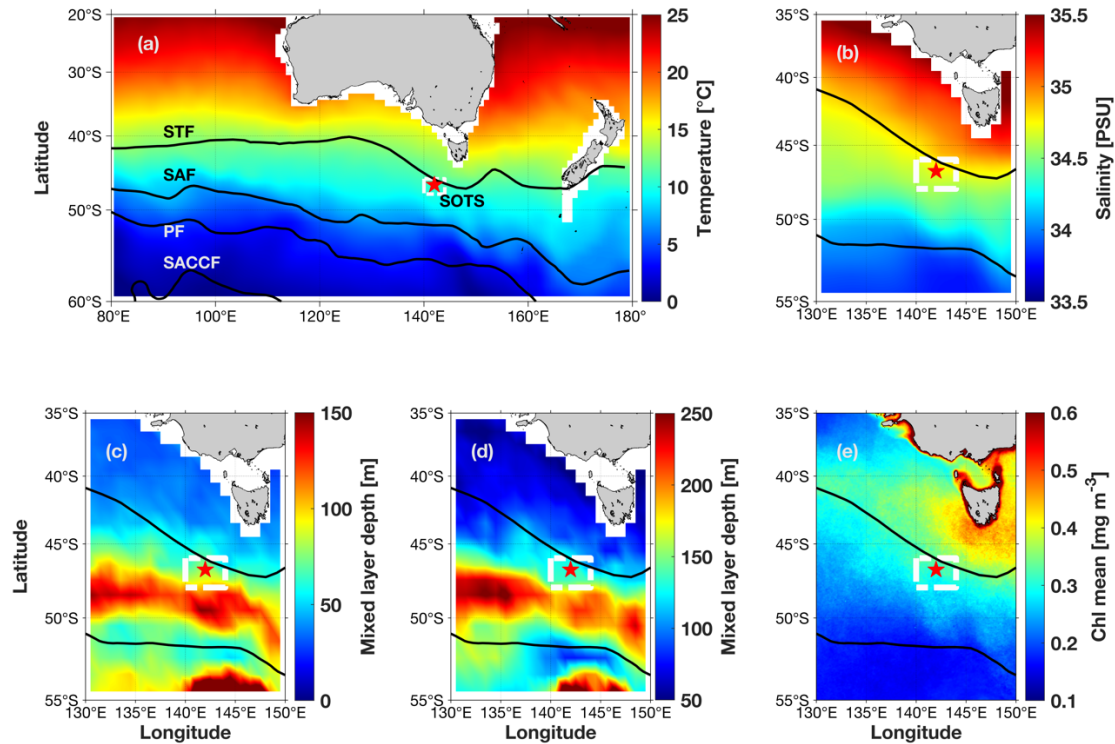 (a)
STF
SAF
PF
SACCF
SOTS
20°S
30°S
40°S
50°S
60°S
80°E 100°E 120°E 140°E 160°E 180°E
Latitude
25
20
15
10
5
0
Temperature [°C]
(b)
35°S
40°S
45°S
50°S
55°S
130°E 135°E 140°E 145°E 150°E
35.5
35
34.5
34
33.5
Salinity [PSU]
(c)
35°S
40°S
45°S
50°S
55°S
130°E 135°E 140°E 145°E 150°E
Latitude
Longitude
150
100
50
0
Mixed layer depth [m]
(d)
35°S
40°S
45°S
50°S
55°S
130°E 135°E 140°E 145°E 150°E
Longitude
250
200
150
100
50
Mixed layer depth [m]
(e)
35°S
40°S
45°S
50°S
55°S
130°E 135°E 140°E 145°E 150°E
Longitude
0.6
0.5
0.4
0.3
0.2
0.1
Chl mean [mg m⁻³]